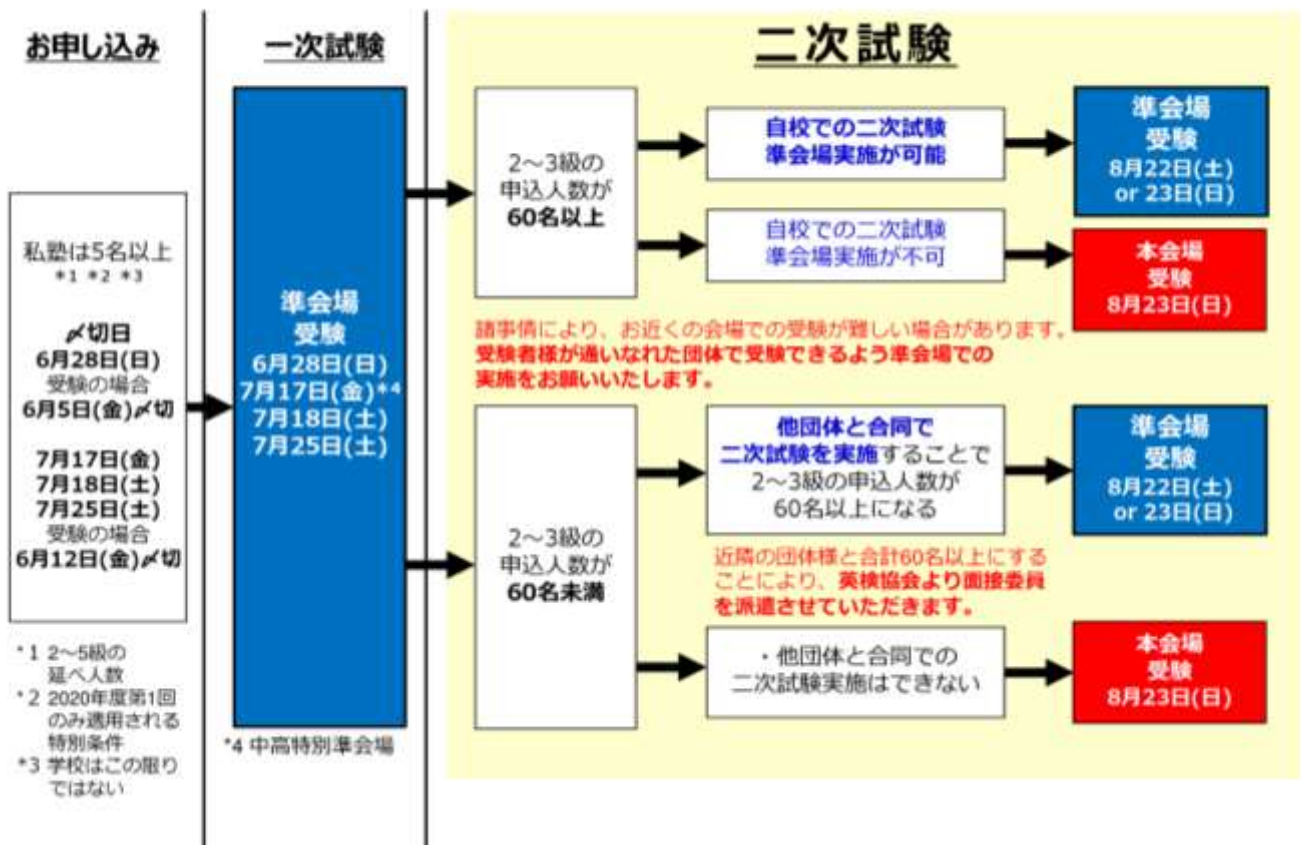 お申し込み
私塾は5名以上
*1 *2 *3
〆切日
6月28日(日)
受験の場合
6月5日(金)〆切
7月17日(金)
7月18日(土)
7月25日(土)
受験の場合
6月12日(金)〆切
*1 2～5級の
延べ人数
*2 2020年度第1回
のみ適用される
特別条件
*3 学校はこの限り
ではない
一次試験
準会場
受験
6月28日(日)
7月17日(金)*4
7月18日(土)
7月25日(土)
*4 中高特別準会場
二次試験
2～3級の
申込人数が
60名以上
自校での二次試験
準会場実施が可能
準会場
受験
8月22日(土)
or 23日(日)
自校での二次試験
準会場実施が不可
本会場
受験
8月23日(日)
諸事情により、お近くの会場での受験が難しい場合があります。
受験者様が通いなれた団体で受験できるよう準会場での
実施をお願いいたします。
2～3級の
申込人数が
60名未満
他団体と合同で
二次試験を実施することで
2～3級の申込人数が
60名以上になる
準会場
受験
8月22日(土)
or 23日(日)
近隣の団体様と合計60名以上にする
ことにより、英検協会より面接委員
を派遣させていただきます。
・他団体と合同での
二次試験実施はできない
本会場
受験
8月23日(日)